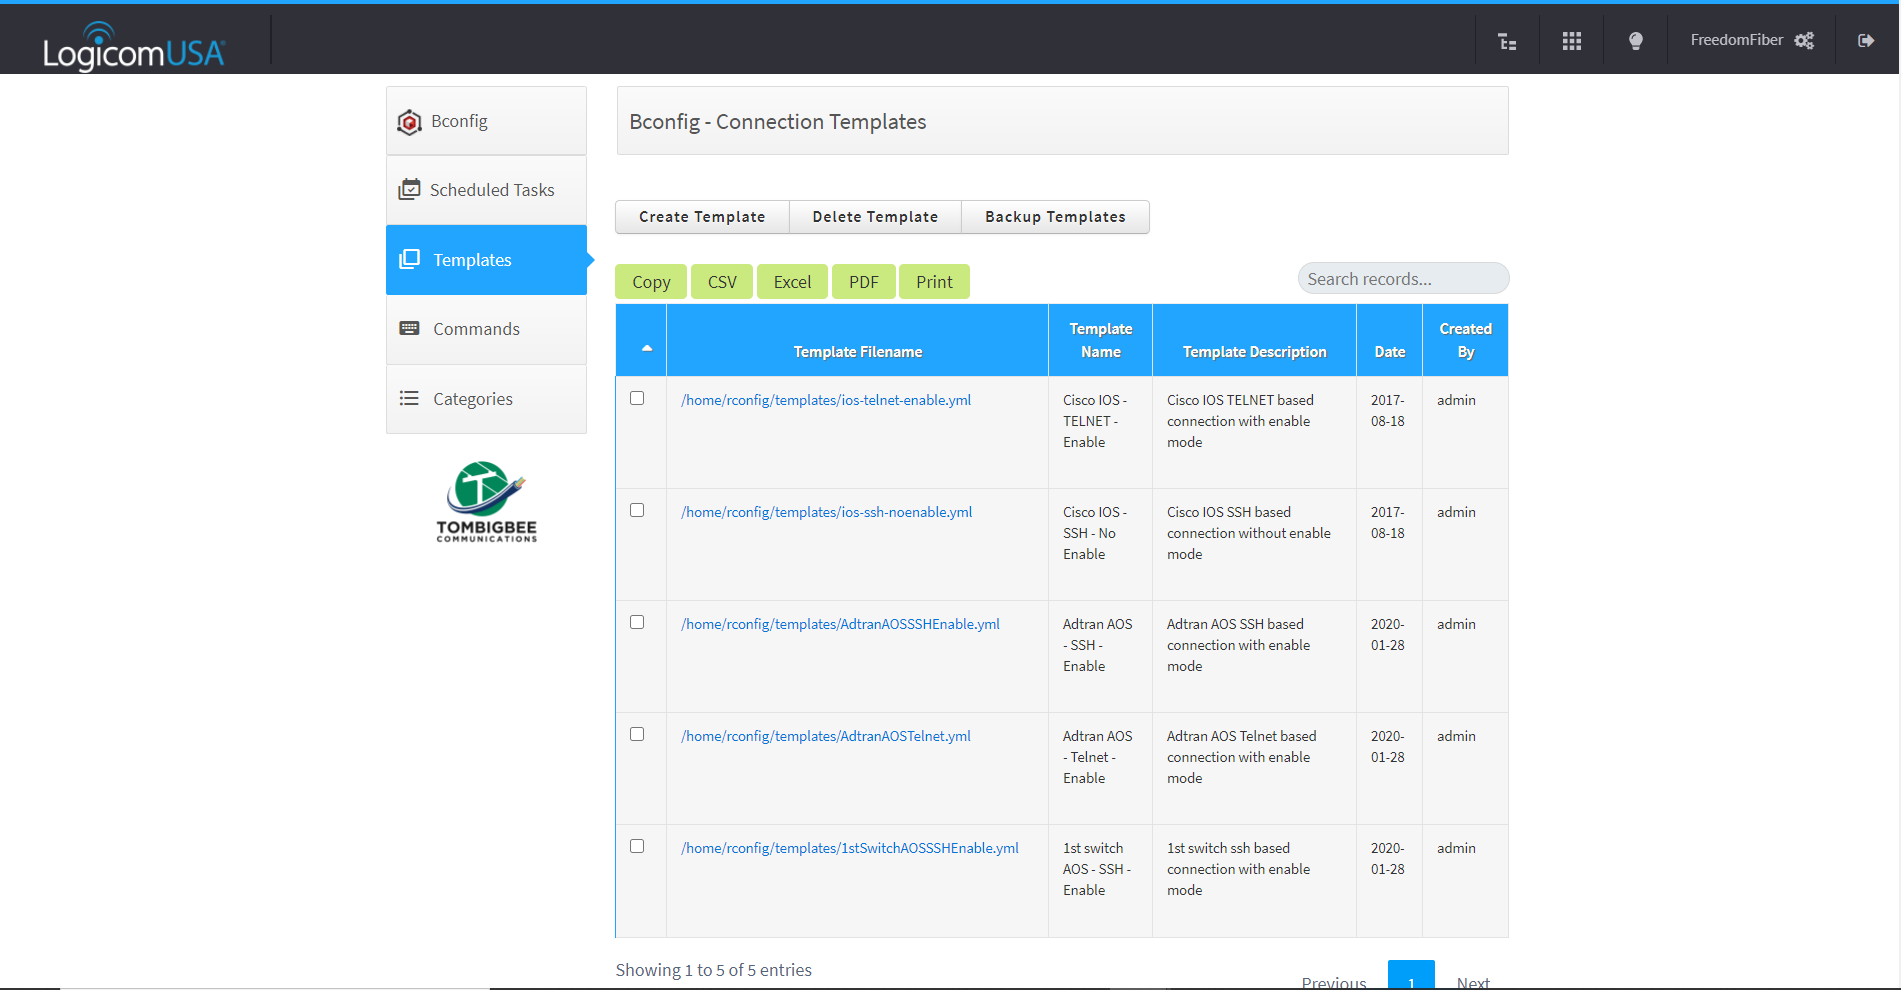 LogicomUSA
FreedomFiber
Bconfig
Scheduled Tasks
Templates
Commands
Categories
TOMBIGBEE
COMMUNICATIONS
Bconfig - Connection Templates
Create Template Delete Template Backup Templates
Copy CSV Excel PDF Print Search records...
Template Filename Template Name Template Description Date Created By
/home/rconfig/templates/ios-telnet-enable.yml Cisco IOS - Cisco IOS TELNET based 2017- admin
TELNET - connection with enable 08-18
Enable mode
/home/rconfig/templates/ios-ssh-noenable.yml Cisco IOS - Cisco IOS SSH based 2017- admin
SSH - No connection without enable 08-18
Enable mode
/home/rconfig/templates/AdtranAOSSSHEnable.yml Adtran AOS Adtran AOS SSH based 2020- admin
- SSH - connection with enable 01-28
Enable mode
/home/rconfig/templates/AdtranAOSTelnet.yml Adtran AOS Adtran AOS Telnet based 2020- admin
- Telnet - connection with enable 01-28
Enable mode
/home/rconfig/templates/1stSwitchAOSSSHEnable.yml 1st switch 1st switch ssh based 2020- admin
AOS - SSH - connection with enable 01-28
Enable mode
Showing 1 to 5 of 5 entries
Previous 1 Next